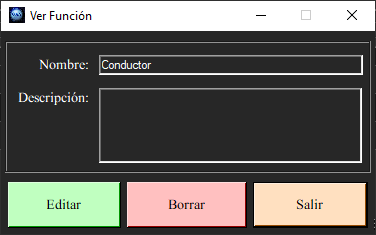 Ver Función
Nombre: Conductor
Descripción:
Editar Borrar Salir